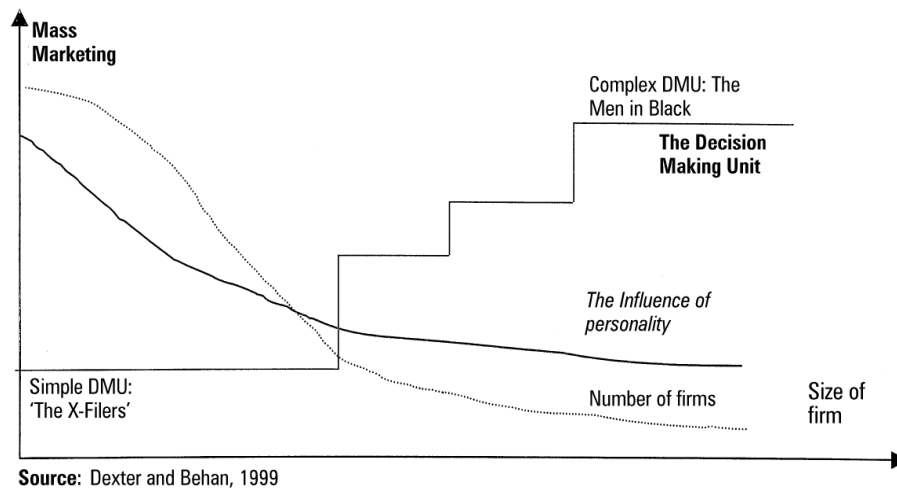 Mass
Marketing
Complex DMU: The
Men in Black
The Decision
Making Unit
The Influence of
personality
Simple DMU:
‘The X-Filers’
Number of firms
Size of
firm
Source: Dexter and Behan, 1999